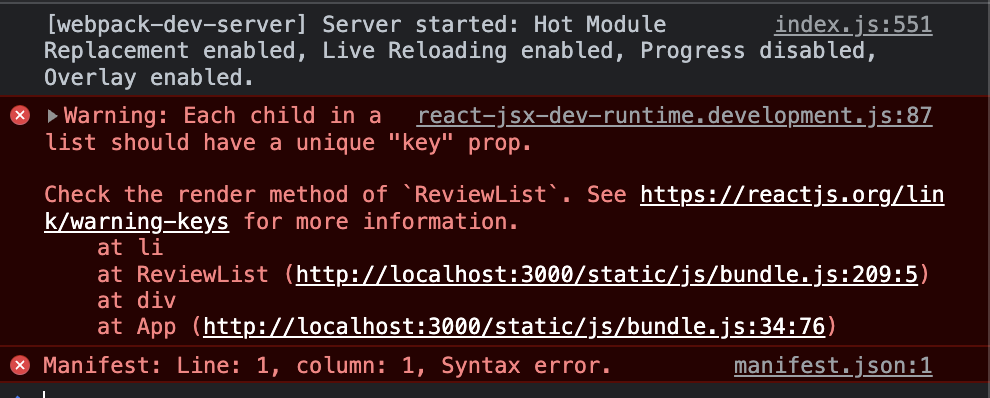 [webpack-dev-server] Server started: Hot Module index.js:551
Replacement enabled, Live Reloading enabled, Progress disabled,
Overlay enabled.
Warning: Each child in a react-jsx-dev-runtime.development.js:87
list should have a unique "key" prop.
Check the render method of `ReviewList`. See https://reactjs.org/lin
k/warning-keys for more information.
at li
at ReviewList (http://localhost:3000/static/js/bundle.js:209:5)
at div
at App (http://localhost:3000/static/js/bundle.js:34:76)
Manifest: Line: 1, column: 1, Syntax error. manifest.json:1